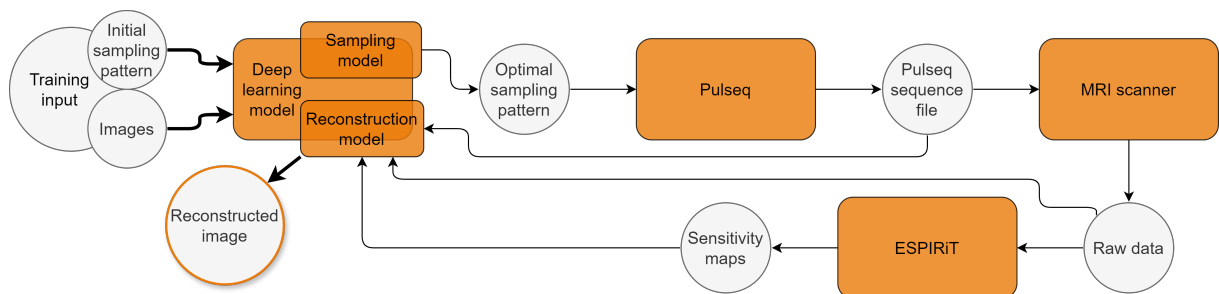 Training
input
Initial
sampling
pattern
Images
Deep
learning
model
Sampling
model
Reconstruction
model
Optimal
sampling
pattern
Pulseq
Pulseq
sequence
file
MRI scanner
Reconstructed
image
Sensitivity
maps
ESPIRiT
Raw data